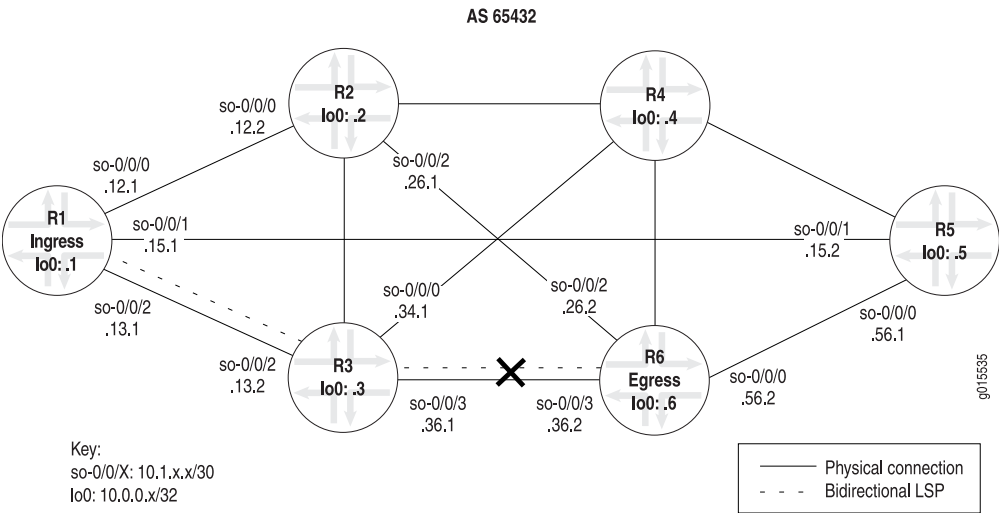 AS 65432
R2
lo0: .2
R4
lo0: .4
so-0/0/0
.12.2
so-0/0/2
.26.1
so-0/0/0
.12.1
R1
Ingress
lo0: .1
so-0/0/1
.15.1
so-0/0/1
.15.2
R5
lo0: .5
so-0/0/2
.13.1
so-0/0/0
.34.1
so-0/0/2
.26.2
so-0/0/0
.56.1
so-0/0/2
.13.2
R3
lo0: .3
R6
Egress
lo0: .6
so-0/0/0
.56.2
so-0/0/3
.36.1
so-0/0/3
.36.2
g015535
Key:
so-0/0/X: 10.1.x.x/30
lo0: 10.0.0.x/32
Physical connection
Bidirectional LSP